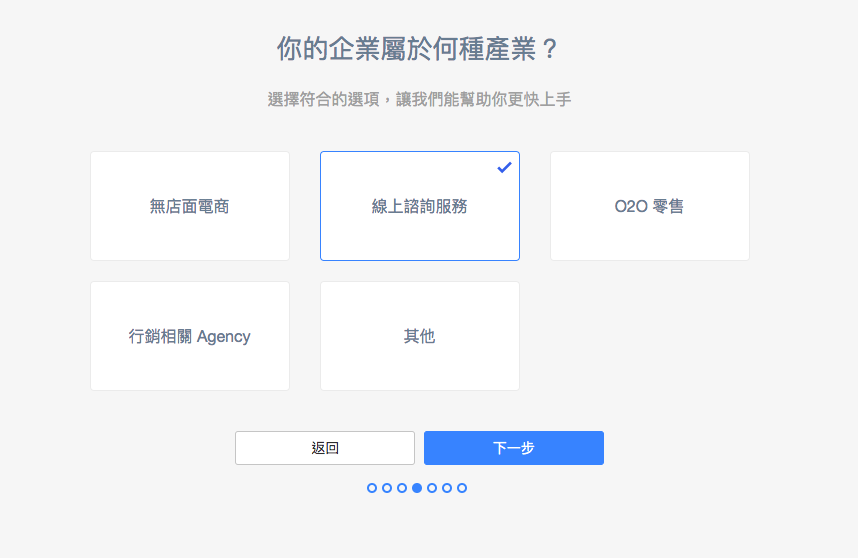 你的企業屬於何種產業？
選擇符合的選項，讓我們能幫助你更快上手
無店面電商
線上諮詢服務
O2O 零售
行銷相關 Agency
其他
返回
下一步